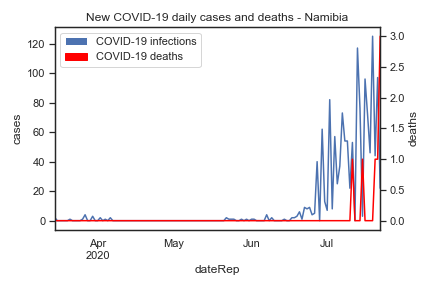 New COVID-19 daily cases and deaths - Namibia
COVID-19 infections
COVID-19 deaths
120
100
80
60
40
20
0
cases
3.0
2.5
2.0
1.5
1.0
0.5
0.0
deaths
Apr
2020
May
Jun
Jul
dateRep